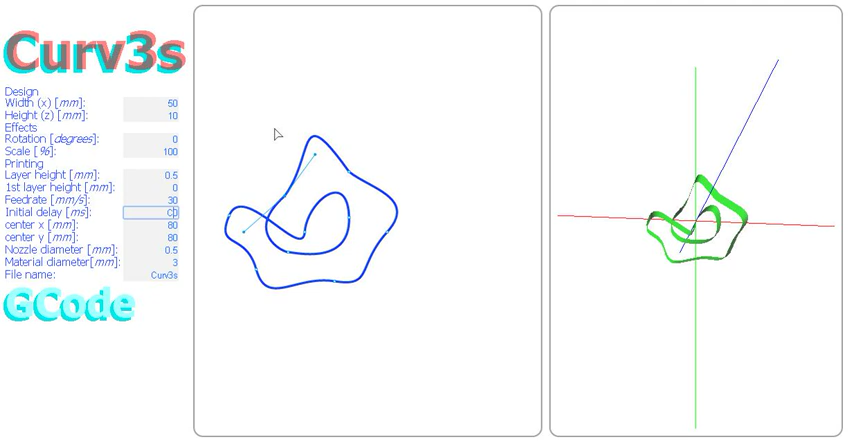 Curv3s
Design
Width (x) [mm]: 50
Height (z) [mm]: 10
Effects
Rotation [degrees]: 0
Scale [%]: 100
Printing
Layer height [mm]: 0.5
1st layer height [mm]: 0
Feedrate [mm/s]: 30
Initial delay [ms]:
center x [mm]: 80
center y [mm]: 80
Nozzle diameter [mm]: 0.5
Material diameter[mm]: 3
File name: Curv3s
GCode